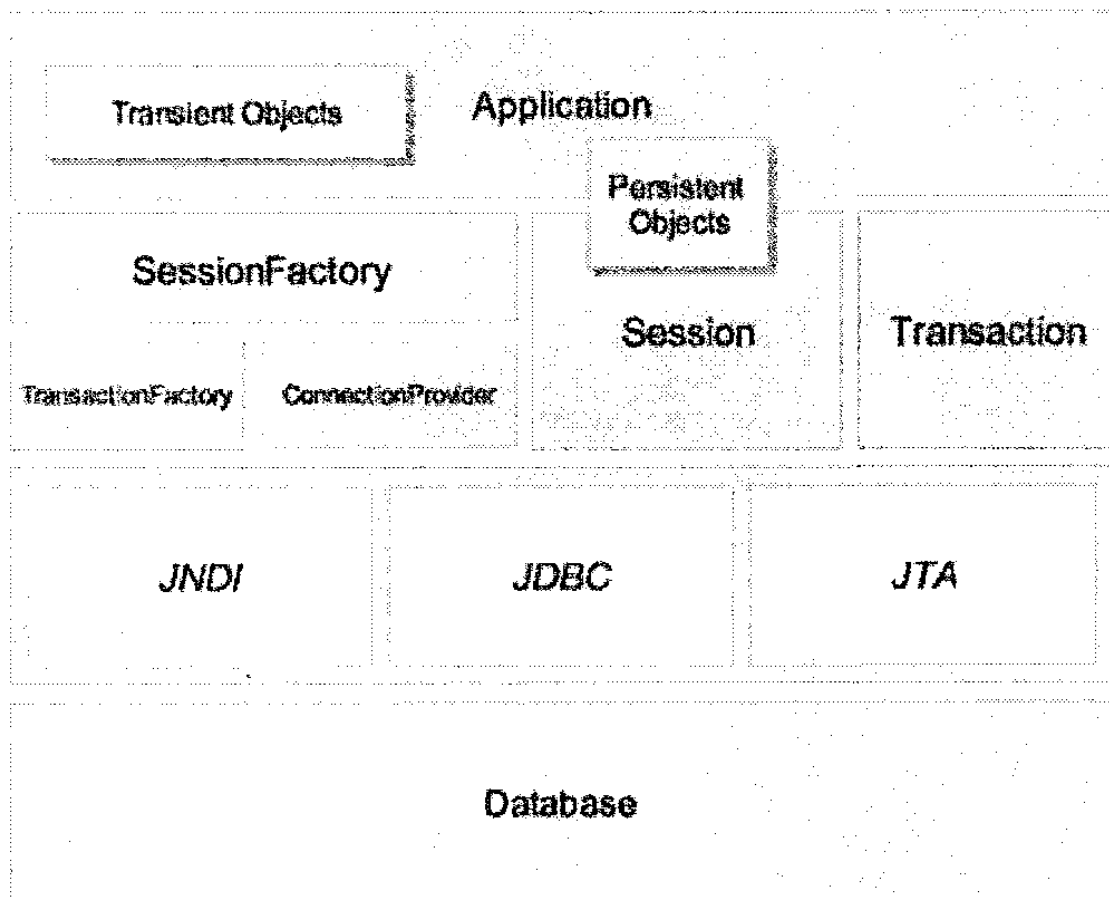 Transient Objects
Application
Persistent
Objects
SessionFactory
Session
Transaction
TransactionFactory
ConnectionProvider
JNDI
JDBC
JTA
Database